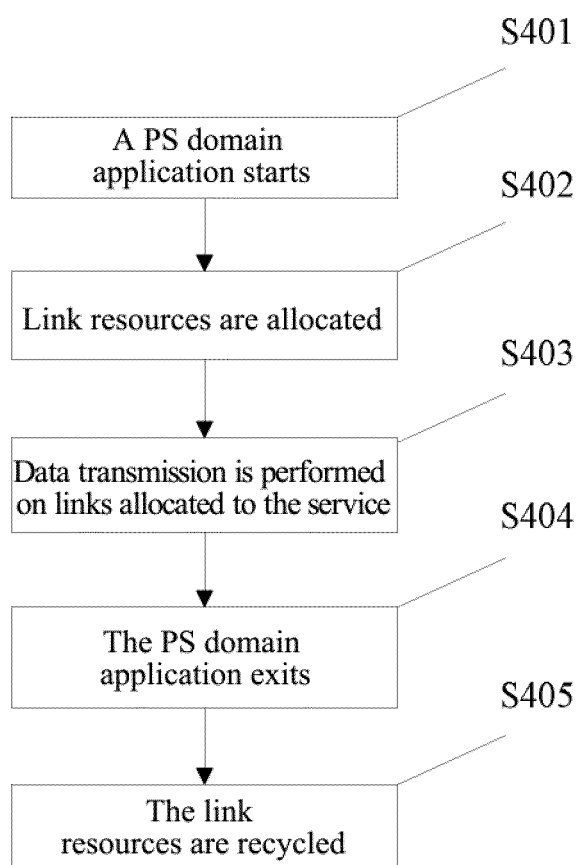 S401
A PS domain
application starts
S402
Link resources are allocated
S403
Data transmission is performed
on links allocated to the service
S404
The PS domain
application exits
S405
The link
resources are recycled